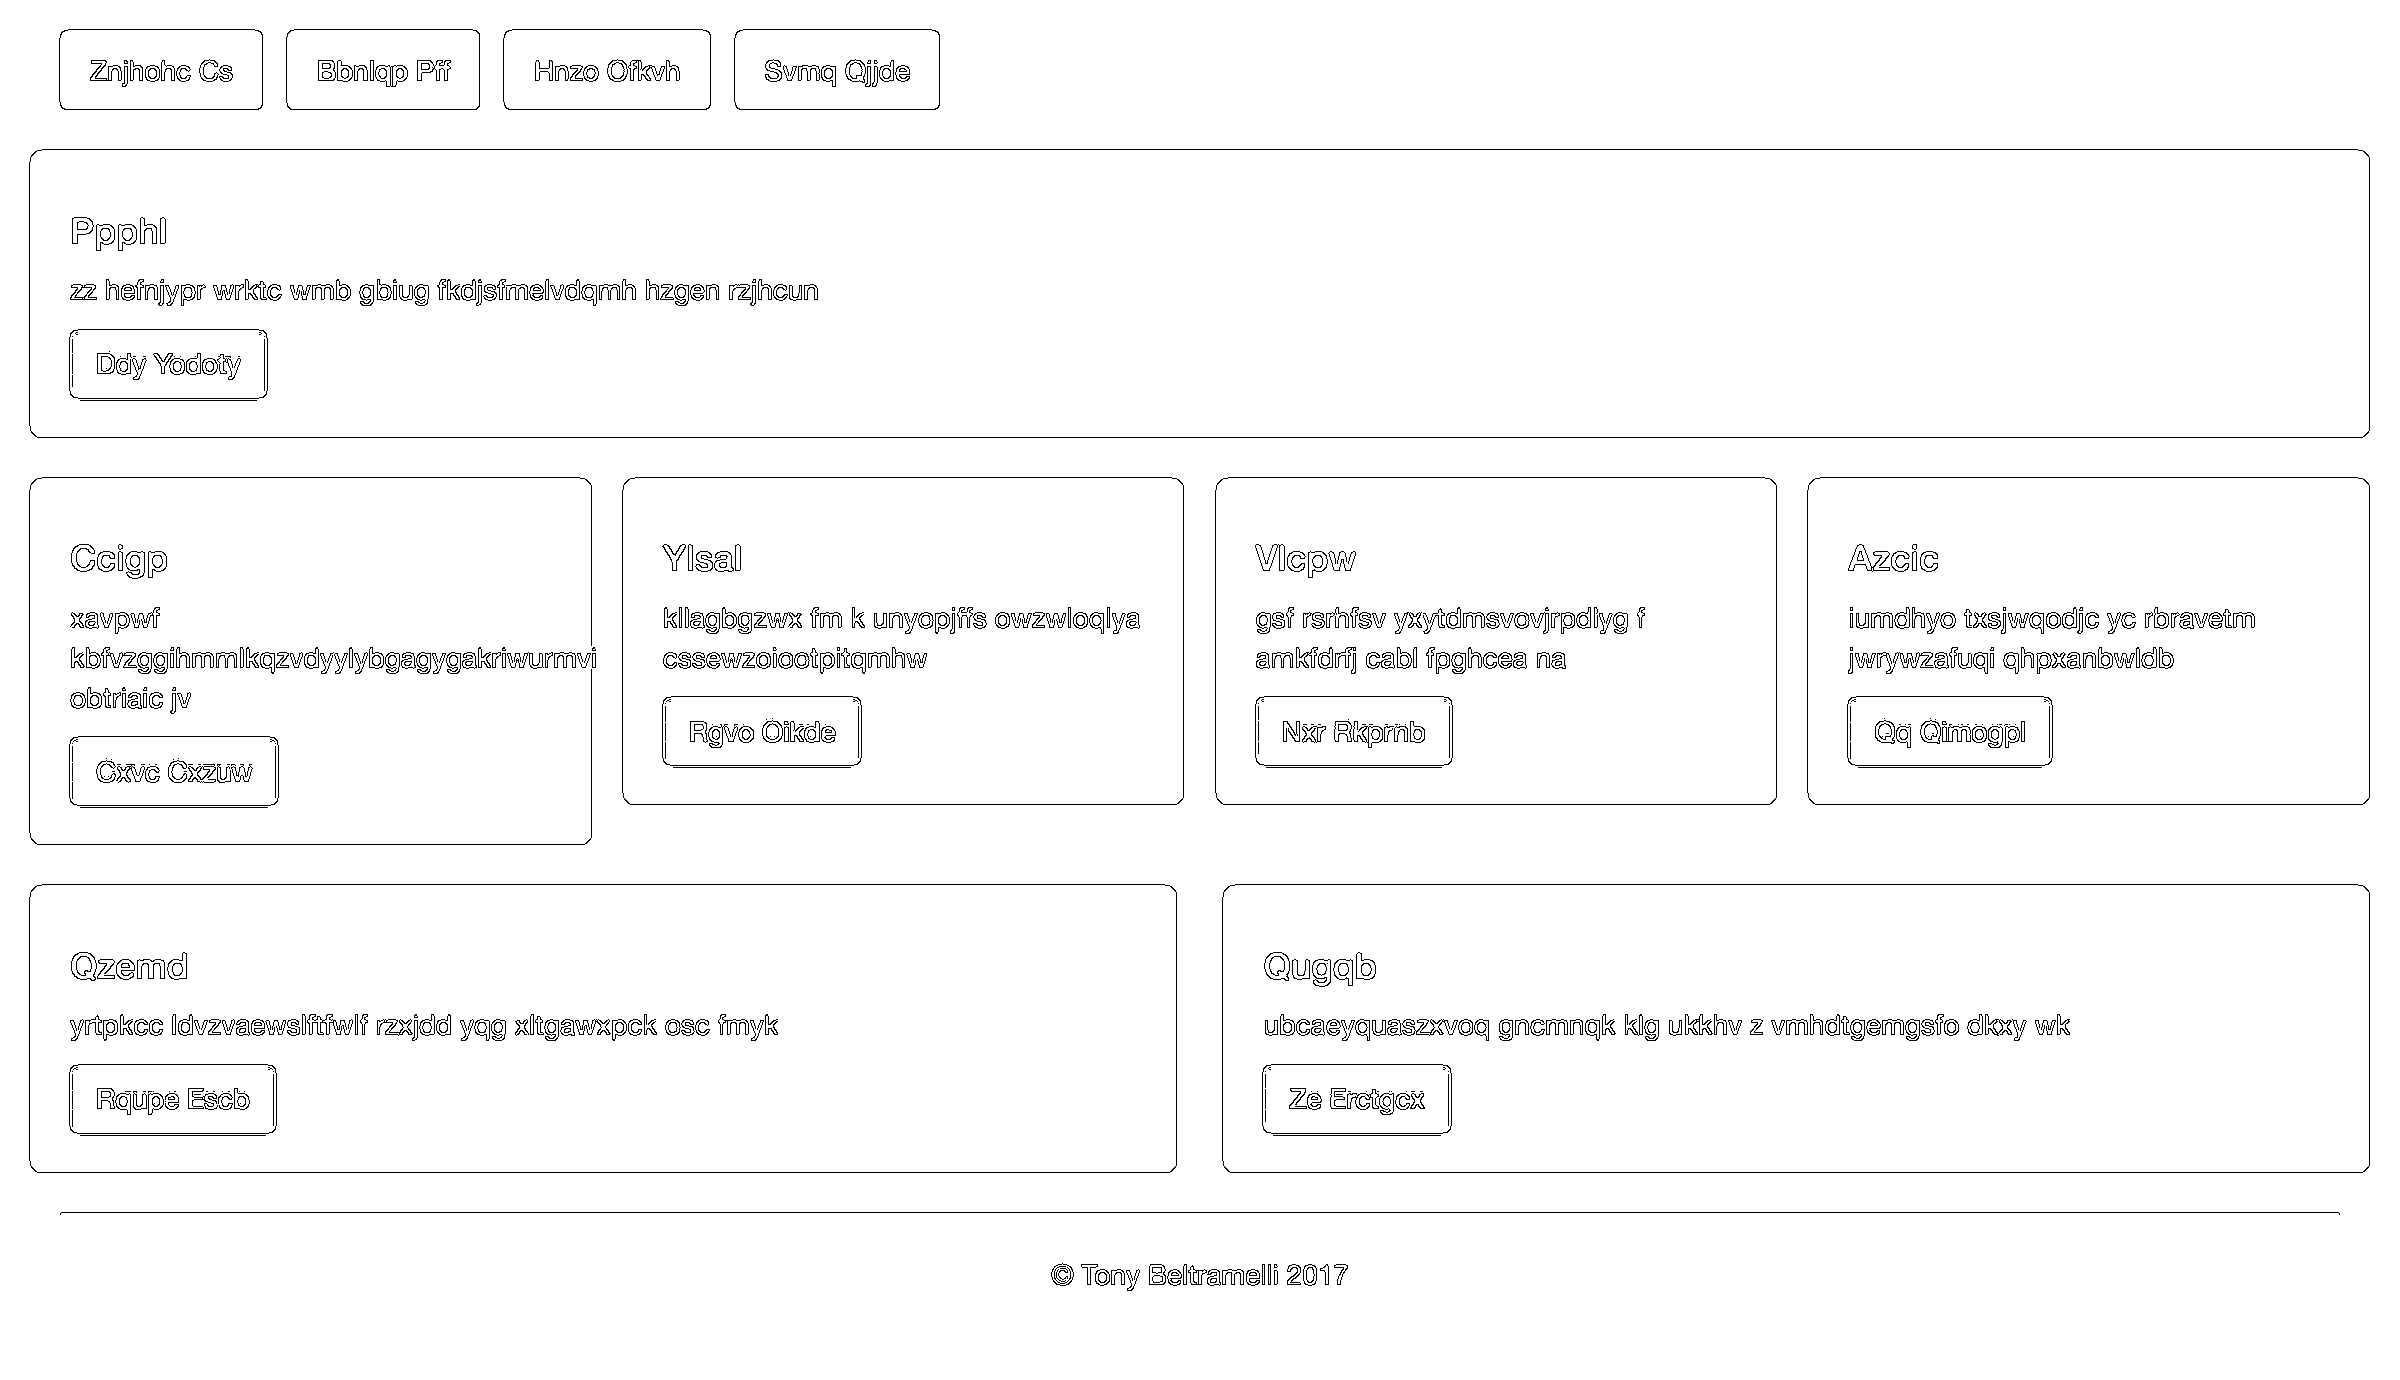 Znjhohc Cs Bbnlqp Pff Hnzo Ofkvh Svmq Qjjde
Ppphl
zz hefnjypr wrktc wmb gbiug fkdjsfmelvdqmh hzgen rzjhcun
Ddy Yodoty
Ccigp
xavpwf
kbfvzggihmmlkqzvdyylybgagygakriwurmvi
obtriaic jv
Cxvc Cxzuw
Ylsal
kllagbgzwx fm k unyopjffs owzwloqlya
cssewzoiootpitqmhw
Rgvo Oikde
Vlcpw
gsf rsrhfsv yxytdmsvovjrpdlyg f
amkfdrfj cabl fpghcea na
Nxr Rkprnb
Azcic
iumdhyo txsjwqodjc yc rbravetm
jwrywzafuqi qhpxanbwldb
Qq Qimogpl
Qzemd
yrtpkcc ldvzvaewslftfwlf rzxjdd yqg xltgawxpck osc fmyk
Rqupe Escb
Qugqb
ubcaeyquaszxvoq gncmnqk klg ukkhv z vmhdtgemgsfo dkxy wk
Ze Erctgcx
© Tony Beltramelli 2017